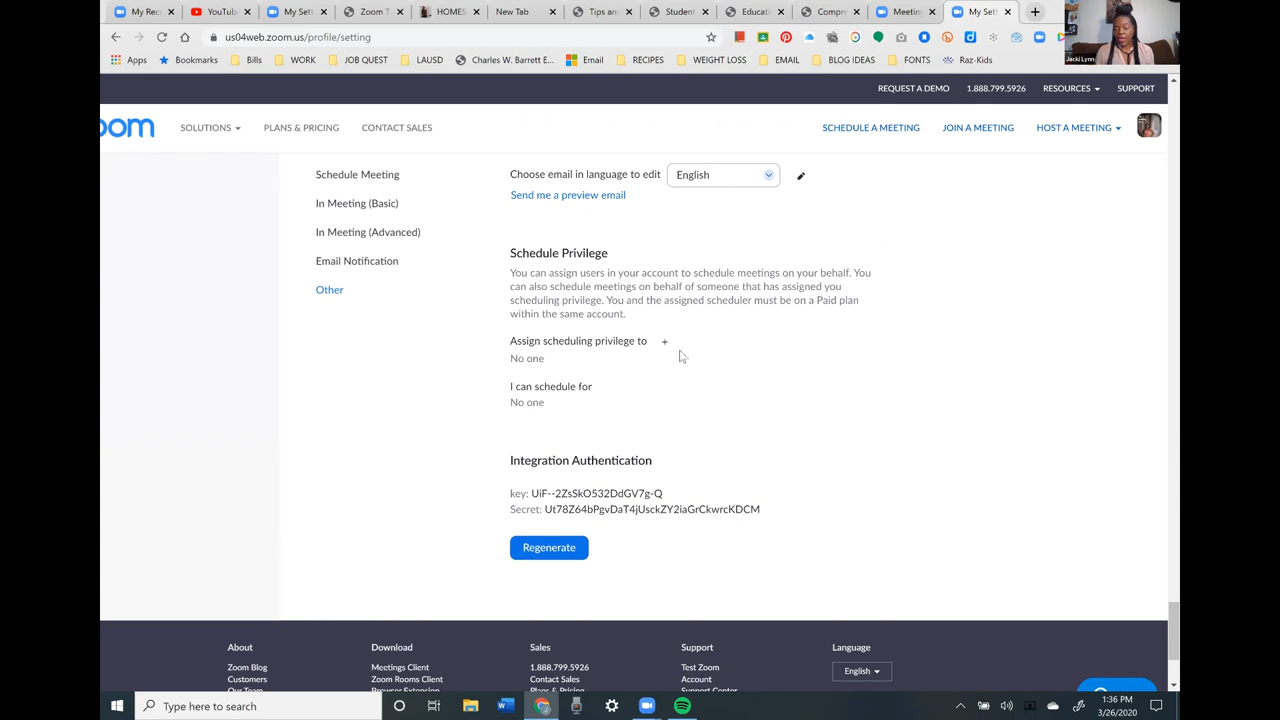 My Reco
YouTube
My Sett
Zoom T
HOMES
New Tab
Tips an
Student
Educati
Compre
Meetin
My Sett
us04web.zoom.us/profile/setting
Apps
Bookmarks
Bills
WORK
JOB QUEST
LAUSD
Charles W. Barrett E...
Email
RECIPES
WEIGHT LOSS
EMAIL
BLOG IDEAS
FONTS
Raz-Kids
Jacki Lynn
REQUEST A DEMO 1.888.799.5926 RESOURCES SUPPORT
oom SOLUTIONS PLANS & PRICING CONTACT SALES SCHEDULE A MEETING JOIN A MEETING HOST A MEETING
Schedule Meeting
In Meeting (Basic)
In Meeting (Advanced)
Email Notification
Other
Choose email in language to edit English
Send me a preview email
Schedule Privilege
You can assign users in your account to schedule meetings on your behalf. You
can also schedule meetings on behalf of someone that has assigned you
scheduling privilege. You and the assigned scheduler must be on a Paid plan
within the same account.
Assign scheduling privilege to +
No one
I can schedule for
No one
Integration Authentication
key: UiF--2ZsSkO532DdGV7g-Q
Secret: Ut78Z64bPgvDaT4jUsckZY2iaGrCkwrcKDCM
Regenerate
About
Zoom Blog
Customers
Our Team
Download
Meetings Client
Zoom Rooms Client
Browser Extension
Sales
1.888.799.5926
Contact Sales
Plans & Pricing
Support
Test Zoom
Account
Support Center
Language
English
Type here to search
1:36 PM
3/26/2020